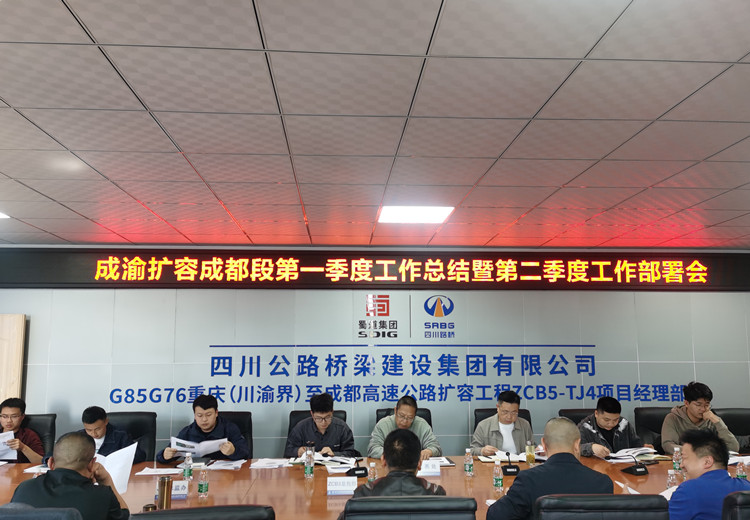 成渝扩容成都段第一季度工作总结暨第二季度工作部署会
蜀道集团
SDIG
SRBG
四川路桥
四川公路桥梁建设集团有限公司
G85G76重庆(川渝界)至成都高速公路扩容工程ZCB5-TJ4项目经理部